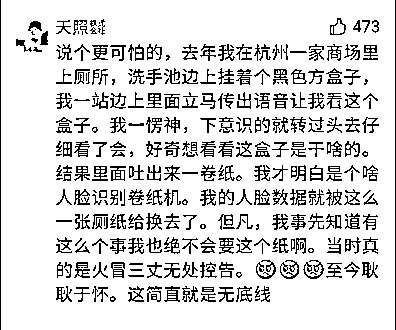 天照 473
说个更可怕的，去年我在杭州一家商场里
上厕所，洗手池边上挂着个黑色方盒子，
我一站边上里面立马传出语音让我看这个
盒子。我一愣神，下意识的就转过头去仔
细看了会，好奇想看看这盒子是干啥的。
结果里面吐出来一卷纸。我才明白是个啥
人脸识别卷纸机。我的人脸数据就被这么
一张厕纸给换去了。但凡，我事先知道有
这么个事我也绝不会要这个纸啊。当时真
的是火冒三丈无处控告。😾😾😾至今耿
耿于怀。这简直就是无底线